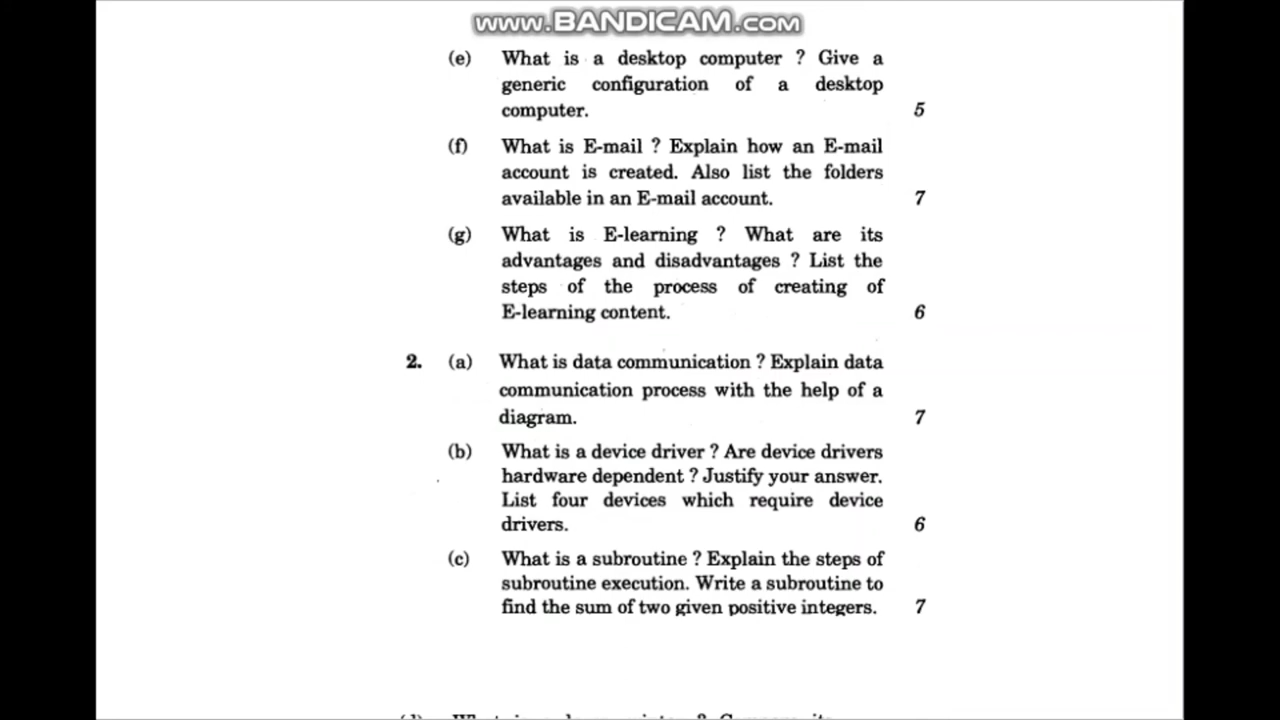 www.BANDICAM.com
(e) What is a desktop computer ? Give a
generic configuration of a desktop
computer. 5
(f) What is E-mail ? Explain how an E-mail
account is created. Also list the folders
available in an E-mail account. 7
(g) What is E-learning ? What are its
advantages and disadvantages ? List the
steps of the process of creating of
E-learning content. 6
2. (a) What is data communication ? Explain data
communication process with the help of a
diagram. 7
(b) What is a device driver ? Are device drivers
hardware dependent ? Justify your answer.
List four devices which require device
drivers. 6
(c) What is a subroutine ? Explain the steps of
subroutine execution. Write a subroutine to
find the sum of two given positive integers. 7